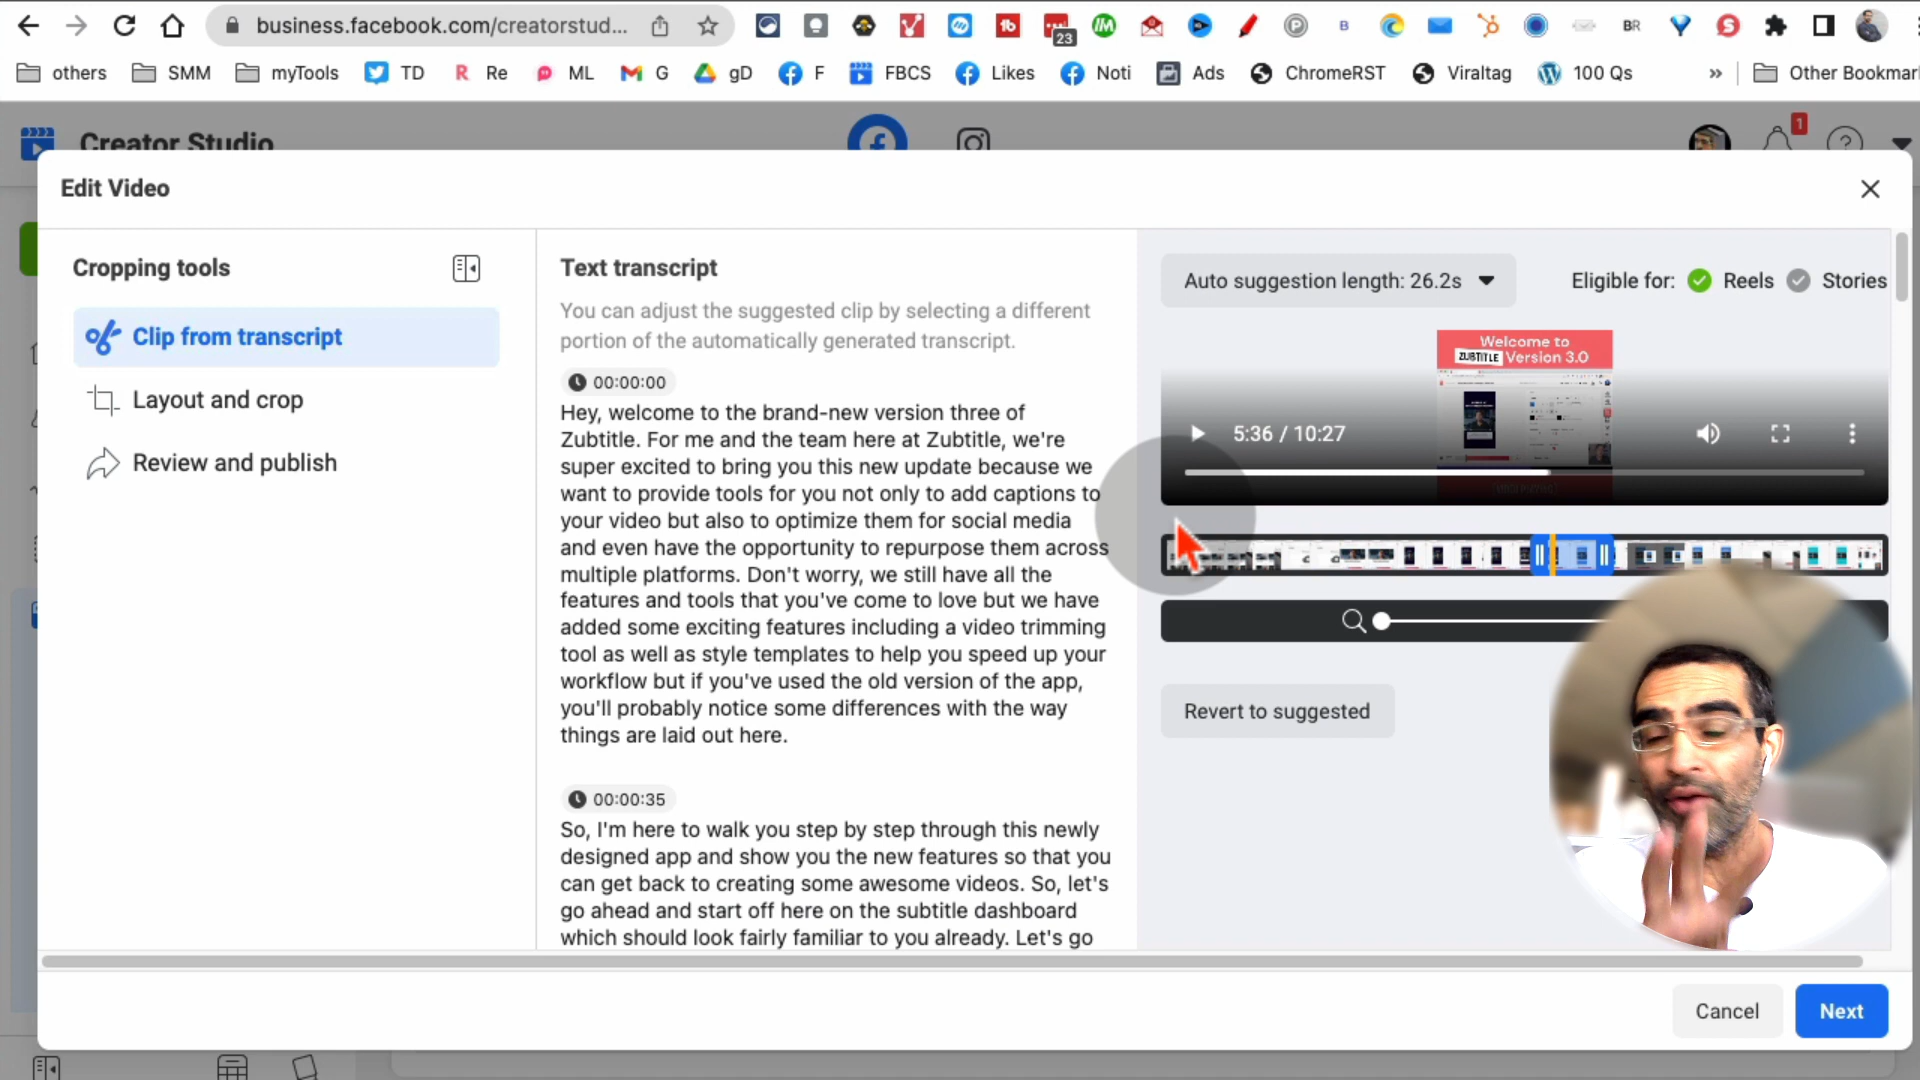 business.facebook.com/creatorstud...
23
BR
others
SMM
myTools
TD
Re
ML
G
gD
F
FBCS
Likes
Noti
Ads
ChromeRST
Viraltag
100 Qs
»
Other Bookmar
Creator Studio
1
Edit Video
Cropping tools
Clip from transcript
Layout and crop
Review and publish
Text transcript
You can adjust the suggested clip by selecting a different
portion of the automatically generated transcript.
00:00:00
Hey, welcome to the brand-new version three of
Zubtitle. For me and the team here at Zubtitle, we're
super excited to bring you this new update because we
want to provide tools for you not only to add captions to
your video but also to optimize them for social media
and even have the opportunity to repurpose them across
multiple platforms. Don't worry, we still have all the
features and tools that you've come to love but we have
added some exciting features including a video trimming
tool as well as style templates to help you speed up your
workflow but if you've used the old version of the app,
you'll probably notice some differences with the way
things are laid out here.
00:00:35
So, I'm here to walk you step by step through this newly
designed app and show you the new features so that you
can get back to creating some awesome videos. So, let's
go ahead and start off here on the subtitle dashboard
which should look fairly familiar to you already. Let's go
Auto suggestion length: 26.2s
Eligible for: Reels Stories
Welcome to
ZUBTITLE Version 3.0
5:36 / 10:27
Revert to suggested
Cancel
Next